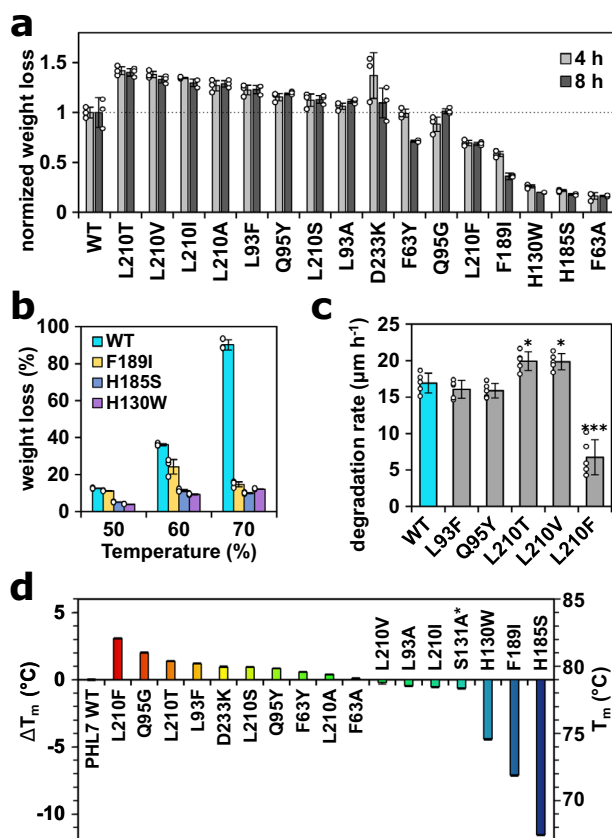 a
normized weight loss
1.5
1
0.5
0
4 h
8 h
WT
L210T
L210V
L210I
L210A
L93F
Q95Y
L210S
L93A
D233K
F63Y
Q95G
L210F
F189I
H130W
H185S
F63A
b
weight loss (%)
100
80
60
40
20
0
WT
F189I
H185S
H130W
50
60
70
Temperature (%)
c
degradation rate (µm h⁻¹)
25
20
15
10
5
0
*
*
***
WT
L93F
Q95Y
L210T
L210V
L210F
d
ΔTm (°C)
5
0
-5
-10
PHL7 WT
L210F
Q95G
L210T
L93F
D233K
L210S
Q95Y
F63Y
L210A
F63A
L210V
L93A
L210I
S131A*
H130W
F189I
H185S
85
80
75
70
Tm (°C)